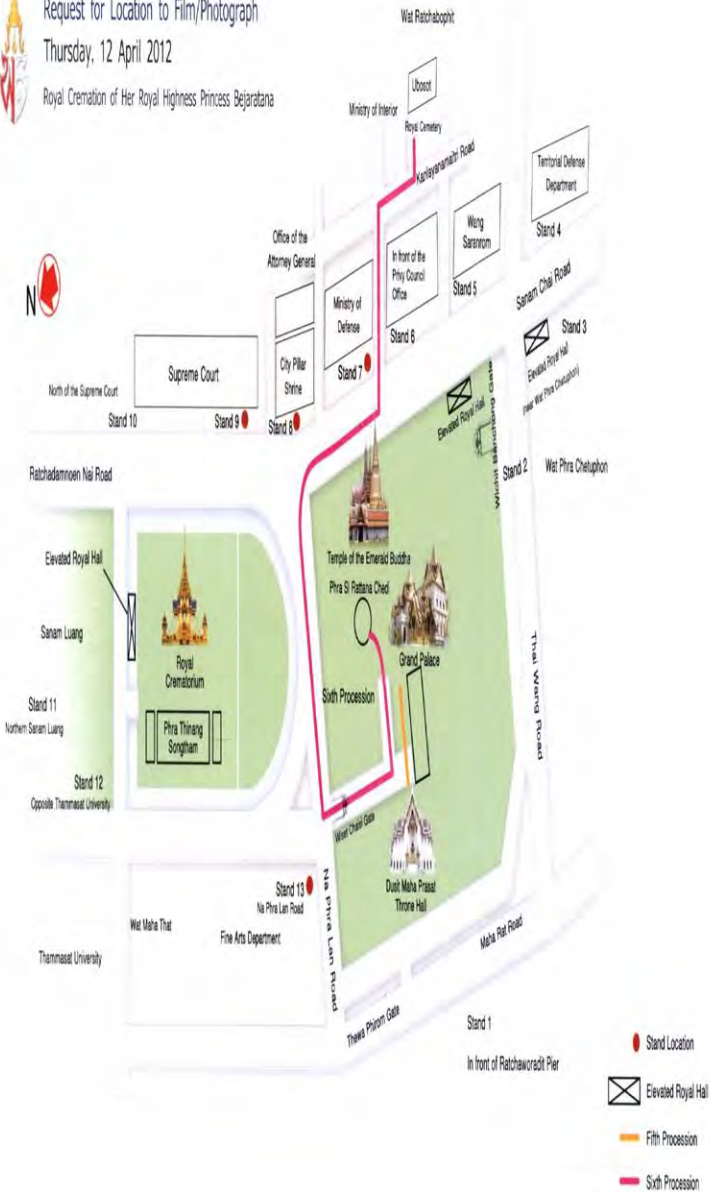 Request for Location to Film/Photograph
Thursday, 12 April 2012
Royal Cremation of Her Royal Highness Princess Bejaratana
Wat Ratchabophit
Ubosot
Ministry of Interior
Royal Cemetery
Kanlayanamaitri Road
Territorial Defense
Department
Stand 4
Wang
Saranrom
Stand 5
In front of the
Privy Council
Office
Stand 6
Office of the
Attorney General
Ministry of
Defense
Stand 7
N
Supreme Court
City Pillar
Shrine
North of the Supreme Court
Stand 10
Stand 9
Stand 8
Sanam Chai Road
Stand 3
Elevated Royal Hall
(near Wat Phra Chetuphon)
Elevated Royal Hall
Wichit Banchong Gate
Stand 2
Wat Phra Chetuphon
Ratchadamnoen Nai Road
Temple of the Emerald Buddha
Phra Si Rattana Chedi
Elevated Royal Hall
Sanam Luang
Royal
Crematorium
Grand Palace
Sixth Procession
Thai Wang Road
Stand 11
Northern Sanam Luang
Phra Thinang
Songtham
Stand 12
Opposite Thammasat University
Wiset Chaisi Gate
Dusit Maha Prasat
Throne Hall
Stand 13
Na Phra Lan Road
Na Phra Lan Road
Wat Maha That
Fine Arts Department
Thammasat University
Maha Rat Road
Thewa Phirom Gate
Stand 1
In front of Ratchaworadit Pier
Stand Location
Elevated Royal Hall
Fifth Procession
Sixth Procession